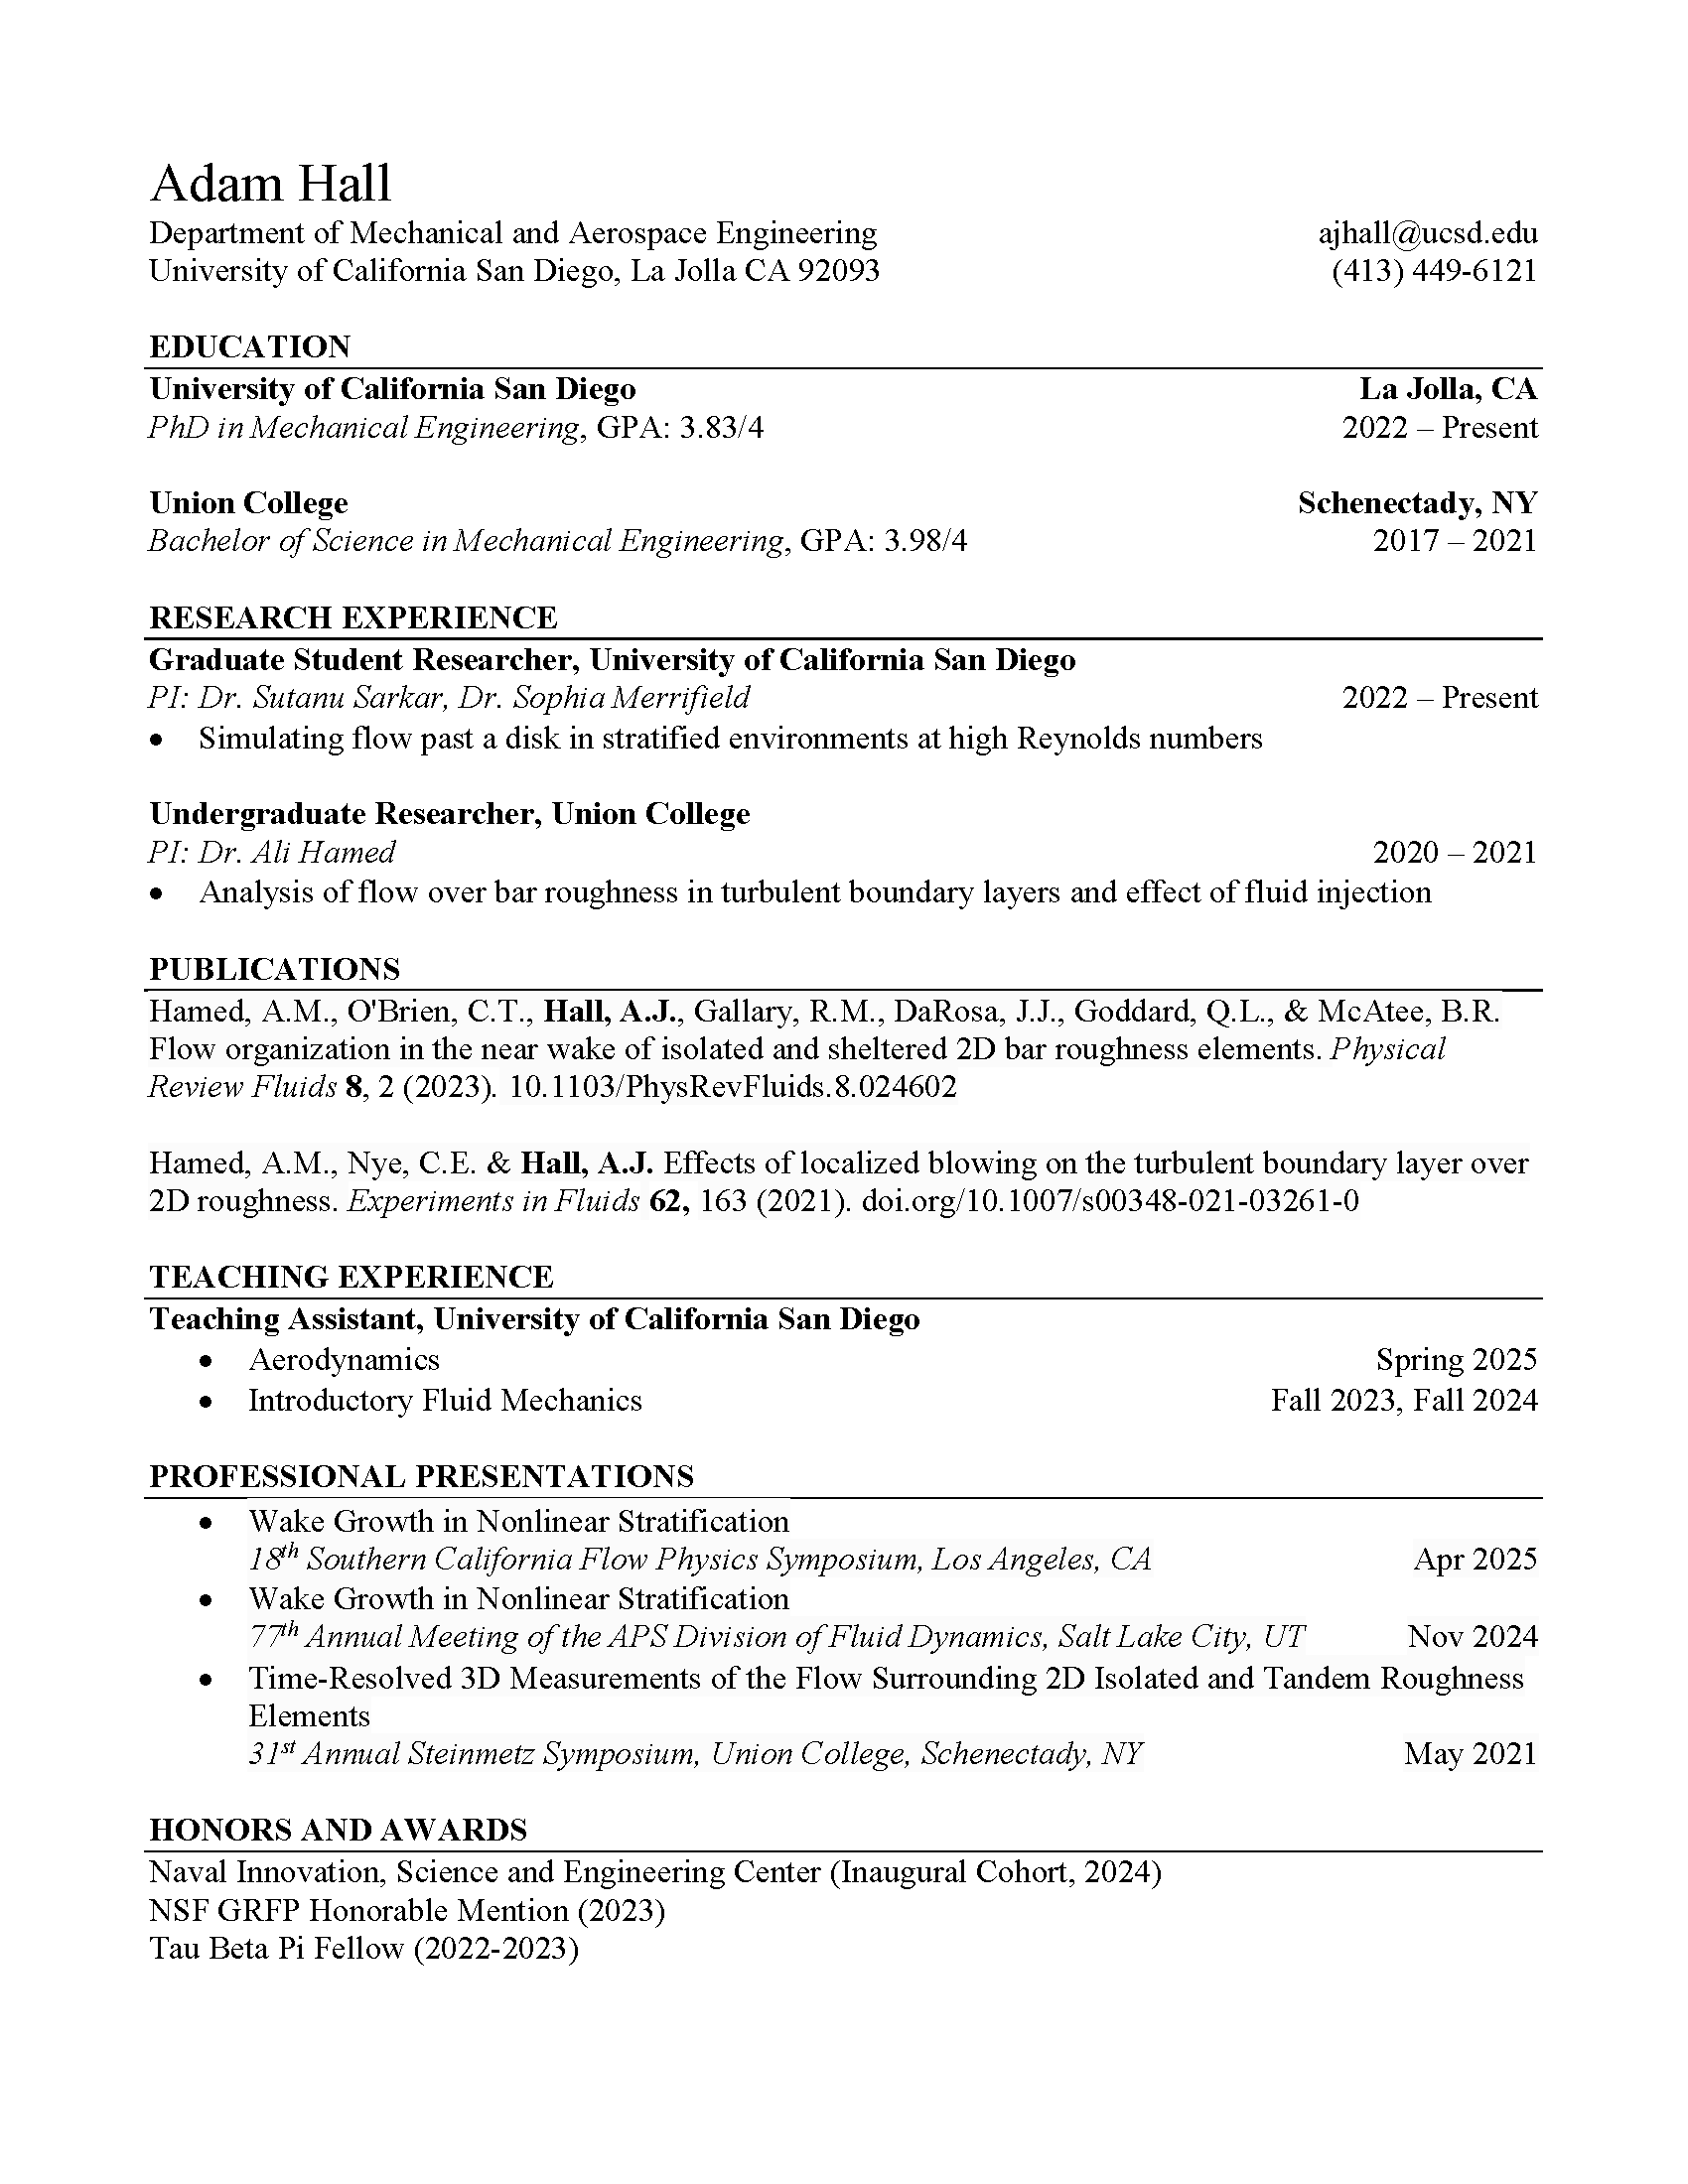 Adam Hall
Department of Mechanical and Aerospace Engineering ajhall@ucsd.edu
University of California San Diego, La Jolla CA 92093 (413) 449-6121
EDUCATION
University of California San Diego La Jolla, CA
PhD in Mechanical Engineering, GPA: 3.83/4 2022 – Present
Union College Schenectady, NY
Bachelor of Science in Mechanical Engineering, GPA: 3.98/4 2017 – 2021
RESEARCH EXPERIENCE
Graduate Student Researcher, University of California San Diego
PI: Dr. Sutanu Sarkar, Dr. Sophia Merrifield 2022 – Present
• Simulating flow past a disk in stratified environments at high Reynolds numbers
Undergraduate Researcher, Union College
PI: Dr. Ali Hamed 2020 – 2021
• Analysis of flow over bar roughness in turbulent boundary layers and effect of fluid injection
PUBLICATIONS
Hamed, A.M., O'Brien, C.T., Hall, A.J., Gallary, R.M., DaRosa, J.J., Goddard, Q.L., & McAtee, B.R.
Flow organization in the near wake of isolated and sheltered 2D bar roughness elements. Physical
Review Fluids 8, 2 (2023). 10.1103/PhysRevFluids.8.024602
Hamed, A.M., Nye, C.E. & Hall, A.J. Effects of localized blowing on the turbulent boundary layer over
2D roughness. Experiments in Fluids 62, 163 (2021). doi.org/10.1007/s00348-021-03261-0
TEACHING EXPERIENCE
Teaching Assistant, University of California San Diego
• Aerodynamics Spring 2025
• Introductory Fluid Mechanics Fall 2023, Fall 2024
PROFESSIONAL PRESENTATIONS
• Wake Growth in Nonlinear Stratification
18th Southern California Flow Physics Symposium, Los Angeles, CA Apr 2025
• Wake Growth in Nonlinear Stratification
77th Annual Meeting of the APS Division of Fluid Dynamics, Salt Lake City, UT Nov 2024
• Time-Resolved 3D Measurements of the Flow Surrounding 2D Isolated and Tandem Roughness
Elements
31st Annual Steinmetz Symposium, Union College, Schenectady, NY May 2021
HONORS AND AWARDS
Naval Innovation, Science and Engineering Center (Inaugural Cohort, 2024)
NSF GRFP Honorable Mention (2023)
Tau Beta Pi Fellow (2022-2023)